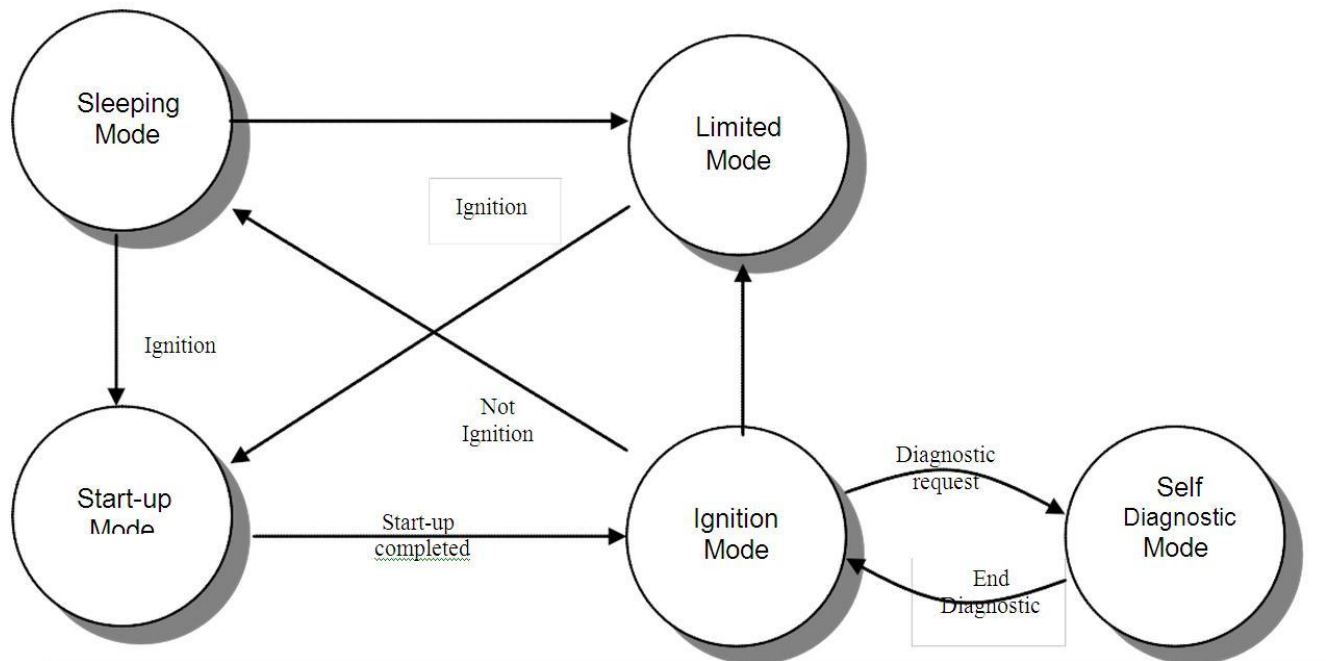 Sleeping
Mode
Limited
Mode
Ignition
Ignition
Not
Ignition
Start-up
Mode
Start-up
completed
Ignition
Mode
Diagnostic
request
End
Diagnostic
Self
Diagnostic
Mode